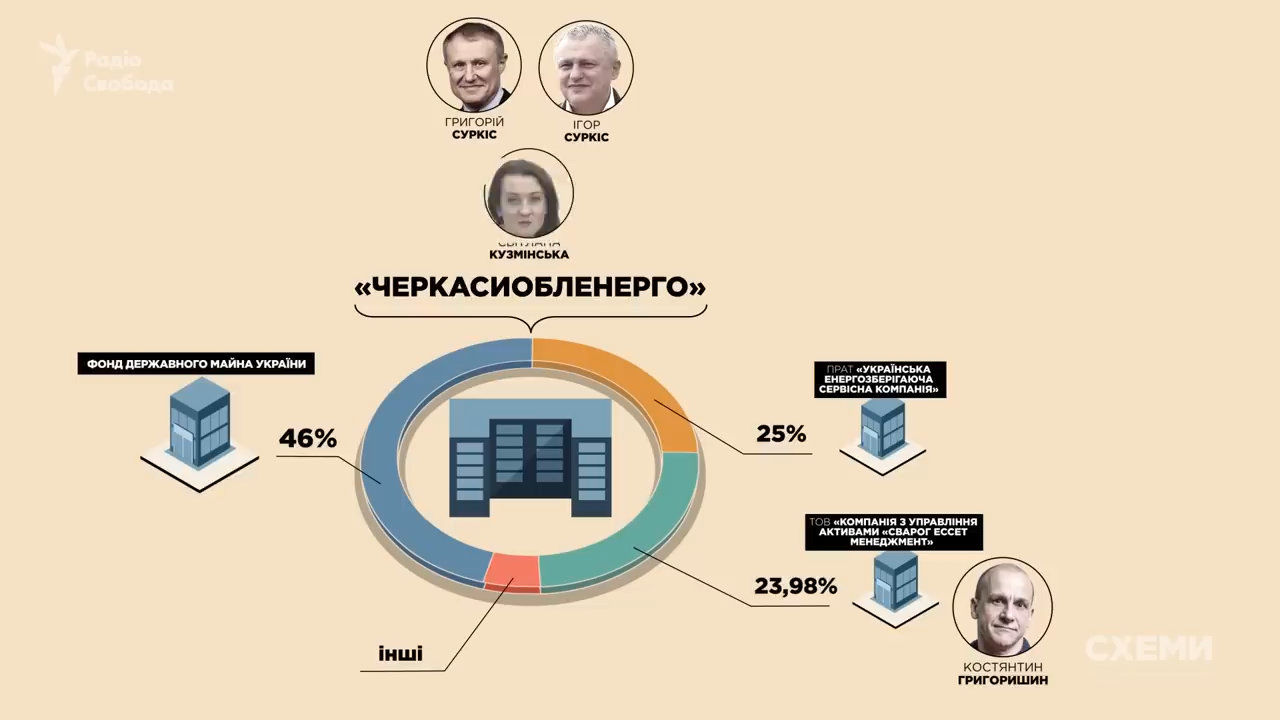 Радіо
Свобода
ГРИГОРІЙ
СУРКІС
ІГОР
СУРКІС
КУЗМІНСЬКА
«ЧЕРКАСИОБЛЕНЕРГО»
ФОНД ДЕРЖАВНОГО МАЙНА УКРАЇНИ
46%
ПРАТ «УКРАЇНСЬКА
ЕНЕРГОЗБЕРІГАЮЧА
СЕРВІСНА КОМПАНІЯ»
25%
ТОВ «КОМПАНІЯ З УПРАВЛІННЯ
АКТИВАМИ «СВАРОГ ЕССЕТ
МЕНЕДЖМЕНТ»
23,98%
КОСТЯНТИН
ГРИГОРИШИН
інші
СХЕМИ